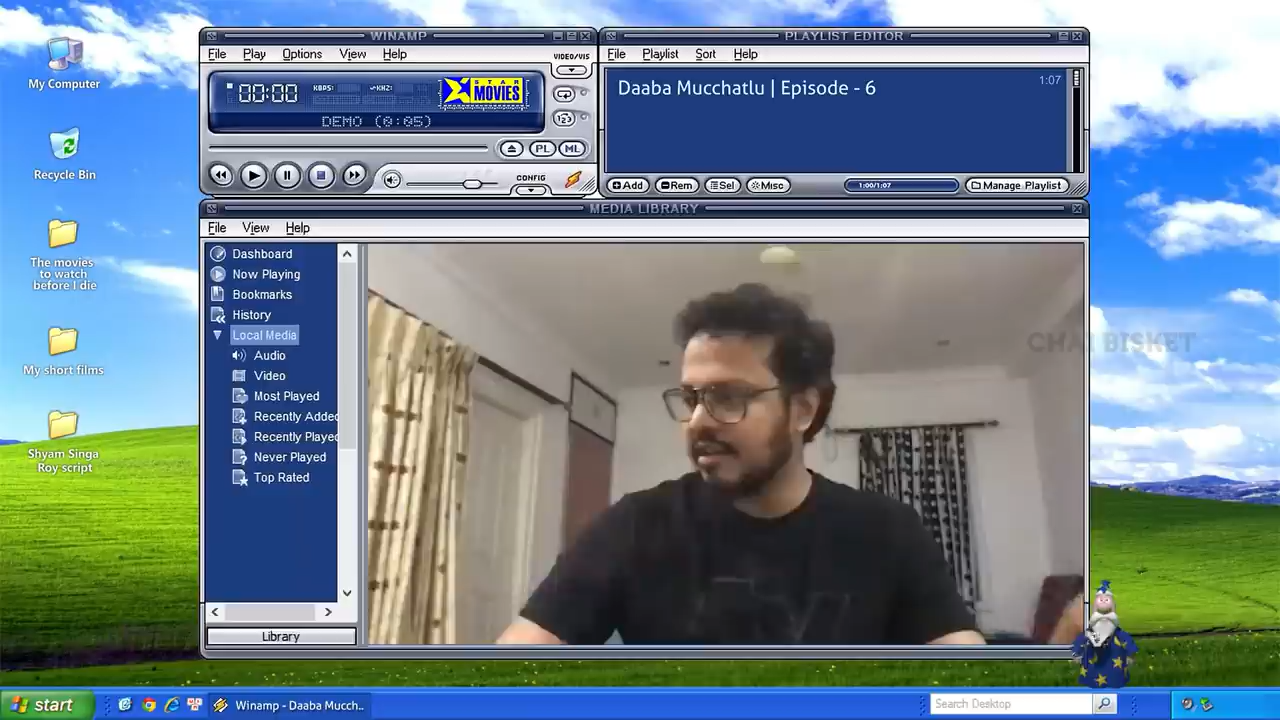 My Computer
Recycle Bin
The movies
to watch
before I die
My short films
Shyam Singa
Roy script
WINAMP
File Play Options View Help
VIDEO/VIS
00:00
KBPS: KHZ:
STAR
MOVIES
DEMO (0:05)
PL ML
CONFIG
PLAYLIST EDITOR
File Playlist Sort Help
Daaba Mucchatlu | Episode - 6 1:07
Add Rem Sel Misc 1:00/1:07 Manage Playlist
MEDIA LIBRARY
File View Help
Dashboard
Now Playing
Bookmarks
History
Local Media
Audio
Video
Most Played
Recently Added
Recently Playe
Never Played
Top Rated
Library
CHAI BISKET
start
Winamp - Daaba Mucch..
Search Desktop